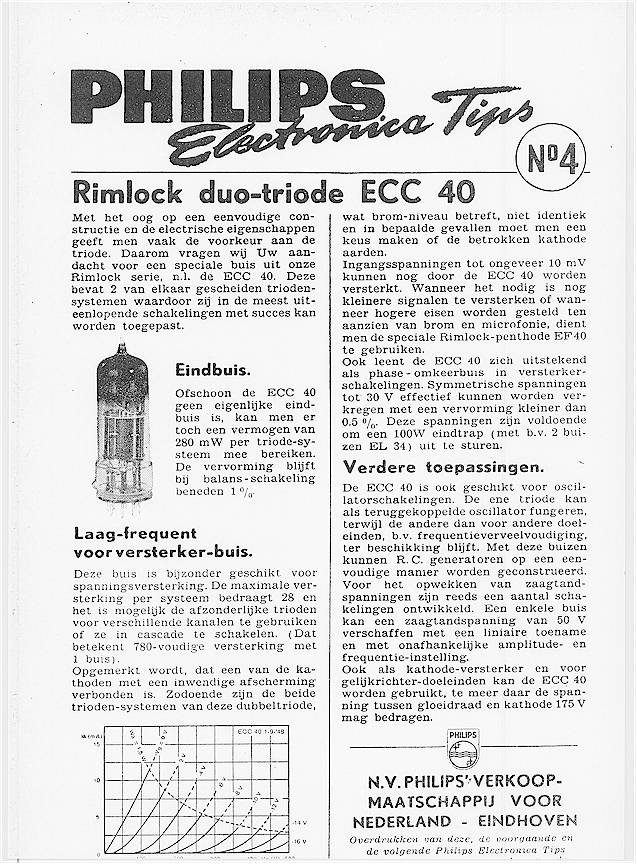 PHILIPS
Electronica Tips
Nº4
Rimlock duo-triode ECC 40
Met het oog op een eenvoudige con-
structie en de electrische eigenschappen
geeft men vaak de voorkeur aan de
triode. Daarom vragen wij Uw aan-
dacht voor een speciale buis uit onze
Rimlock serie, n.l. de ECC 40. Deze
bevat 2 van elkaar gescheiden trioden-
systemen waardoor zij in de meest uit-
eenlopende schakelingen met succes kan
worden toegepast.
Eindbuis.
Ofschoon de ECC 40
geen eigenlijke eind-
buis is, kan men er
toch een vermogen van
280 mW per triode-sy-
steem mee bereiken.
De vervorming blijft
bij balans-schakeling
beneden 1 %.
Laag-frequent
voorversterker-buis.
Deze buis is bijzonder geschikt voor
spanningsversterking. De maximale ver-
sterking per systeem bedraagt 28 en
het is mogelijk de afzonderlijke trioden
voor verschillende kanalen te gebruiken
of ze in cascade te schakelen. (Dat
betekent 780-voudige versterking met
1 buis).
Opgemerkt wordt, dat een van de ka-
thoden met een inwendige afscherming
verbonden is. Zodoende zijn de beide
trioden-systemen van deze dubbeltriode,
ECC 40 1-9-'48
15
10
5
0
-14 V
-16 V
wat brom-niveau betreft, niet identiek
en in bepaalde gevallen moet men een
keus maken of de betrokken kathode
aarden.
Ingangsspanningen tot ongeveer 10 mV
kunnen nog door de ECC 40 worden
versterkt. Wanneer het nodig is nog
kleinere signalen te versterken of wan-
neer hogere eisen worden gesteld ten
aanzien van brom en microfonie, dient
men de speciale Rimlock-penthode EF40
te gebruiken.
Ook leent de ECC 40 zich uitstekend
als phase-omkeerbuis in versterker-
schakelingen. Symmetrische spanningen
tot 30 V effectief kunnen worden ver-
kregen met een vervorming kleiner dan
0.5 %. Deze spanningen zijn voldoende
om een 100W eindtrap (met b.v. 2 bui-
zen EL 34) uit te sturen.
Verdere toepassingen.
De ECC 40 is ook geschikt voor oscil-
latorschakelingen. De ene triode kan
als teruggekoppelde oscillator fungeren,
terwijl de andere dan voor andere doel-
einden, b.v. frequentieverveelvoudiging,
ter beschikking blijft. Met deze buizen
kunnen R.C. generatoren op een een-
voudige manier worden geconstrueerd.
Voor het opwekken van zaagtand-
spanningen zijn reeds een aantal scha-
kelingen ontwikkeld. Een enkele buis
kan een zaagtandspanning van 50 V
verschaffen met een liniaire toename
en met onafhankelijke amplitude- en
frequentie-instelling.
Ook als kathode-versterker en voor
gelijkrichter-doeleinden kan de ECC 40
worden gebruikt, te meer daar de span-
ning tussen gloeidraad en kathode 175 V
mag bedragen.
PHILIPS
N.V. PHILIPS' VERKOOP-
MAATSCHAPPIJ VOOR
NEDERLAND - EINDHOVEN
Overdrukken van deze, de voorgaande en
de volgende Philips Electronica Tips